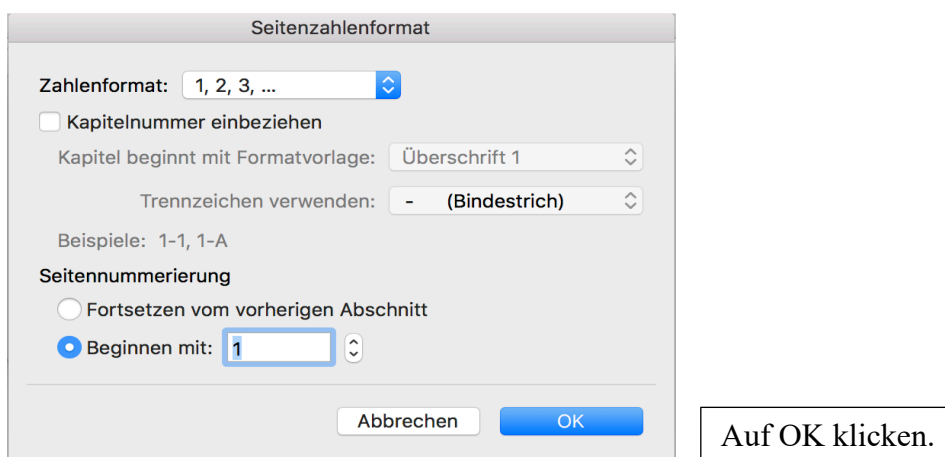 Seitenzahlenformat
Zahlenformat: 1, 2, 3, ...
Kapitelnummer einbeziehen
Kapitel beginnt mit Formatvorlage: Überschrift 1
Trennzeichen verwenden: - (Bindestrich)
Beispiele: 1-1, 1-A
Seitennummerierung
Fortsetzen vom vorherigen Abschnitt
Beginnen mit: 1
Abbrechen OK
Auf OK klicken.